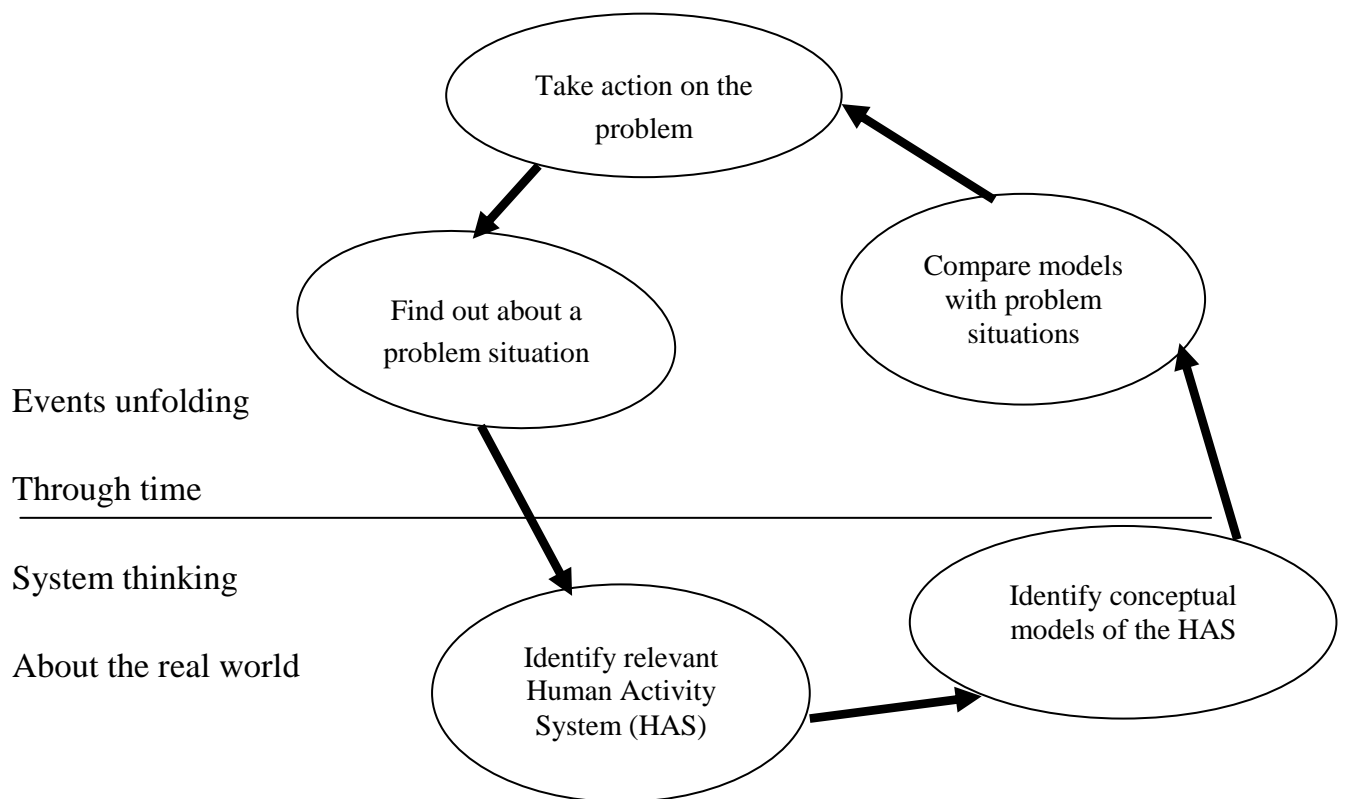 Take action on the
problem
Find out about a
problem situation
Compare models
with problem
situations
Events unfolding
Through time
System thinking
About the real world
Identify relevant
Human Activity
System (HAS)
Identify conceptual
models of the HAS